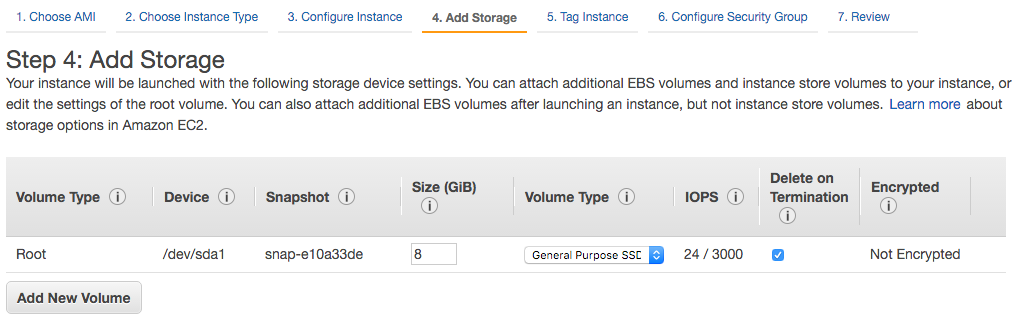 1. Choose AMI 2. Choose Instance Type 3. Configure Instance 4. Add Storage 5. Tag Instance 6. Configure Security Group 7. Review
Step 4: Add Storage
Your instance will be launched with the following storage device settings. You can attach additional EBS volumes and instance store volumes to your instance, or
edit the settings of the root volume. You can also attach additional EBS volumes after launching an instance, but not instance store volumes. Learn more about
storage options in Amazon EC2.
Volume Type i Device i Snapshot i Size (GiB) i Volume Type i IOPS i Delete on Termination i Encrypted i
Root /dev/sda1 snap-e10a33de 8 General Purpose SSD 24 / 3000 Not Encrypted
Add New Volume